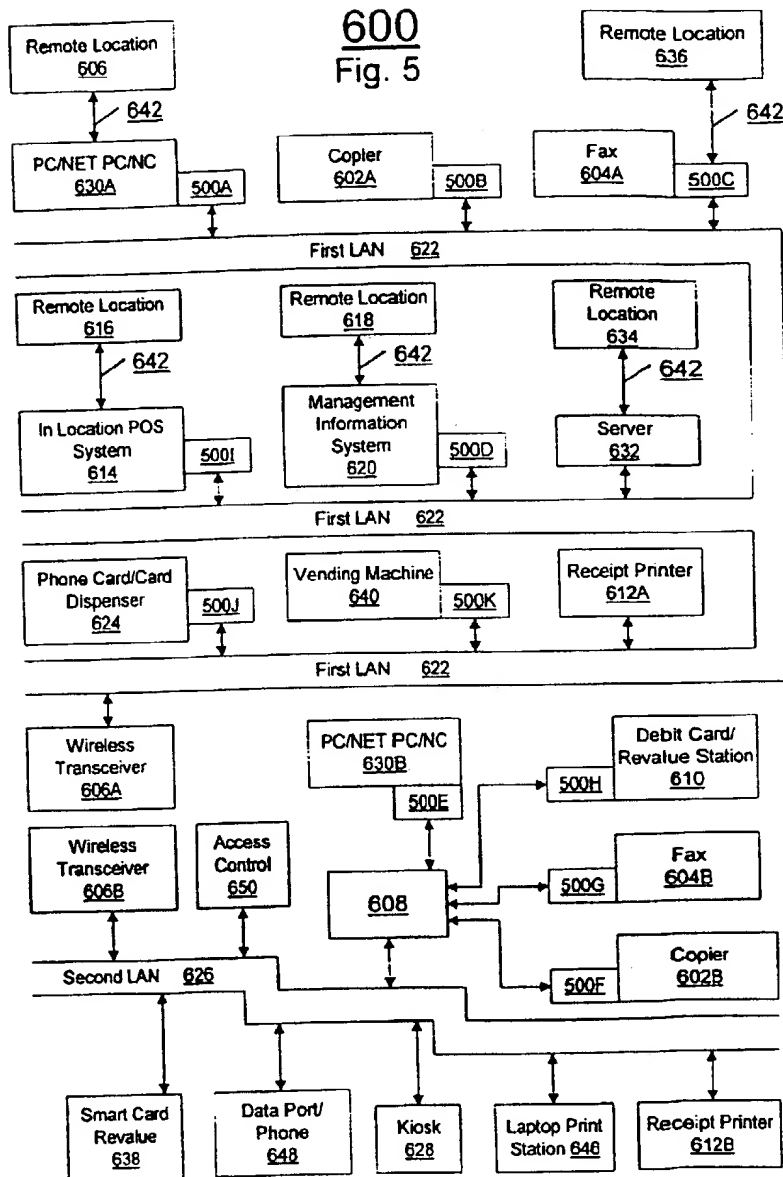 600
Fig. 5
Remote Location
606
Remote Location
636
642
642
PC/NET PC/NC
630A
500A
Copier
602A
500B
Fax
604A
500C
First LAN 622
Remote Location
616
Remote Location
618
Remote
Location
634
642
642
642
In Location POS
System
614
500I
Management
Information
System
620
500D
Server
632
First LAN 622
Phone Card/Card
Dispenser
624
500J
Vending Machine
640
500K
Receipt Printer
612A
First LAN 622
Wireless
Transceiver
606A
PC/NET PC/NC
630B
500E
Debit Card/
Revalue Station
610
500H
Wireless
Transceiver
606B
Access
Control
650
608
Fax
604B
500G
Copier
602B
500F
Second LAN 626
Smart Card
Revalue
638
Data Port/
Phone
648
Kiosk
628
Laptop Print
Station 646
Receipt Printer
612B